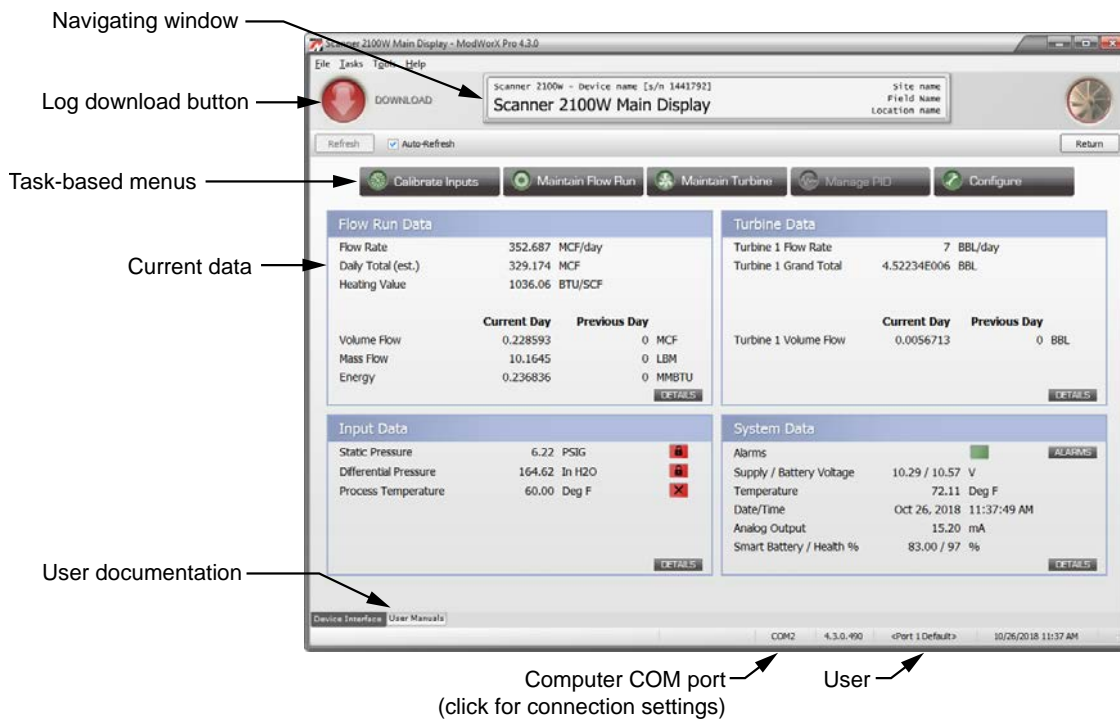 Navigating window
Scanner 2100W Main Display - ModWorX Pro 4.3.0
File Tasks Tools Help
Log download button
DOWNLOAD
Scanner 2100W - Device name [s/n 1441792]
Scanner 2100W Main Display
Site name
Field Name
Location name
Refresh Auto-Refresh Return
Task-based menus
Calibrate Inputs Maintain Flow Run Maintain Turbine Manage PID Configure
Flow Run Data
Current data
Flow Rate 352.687 MCF/day
Daily Total (est.) 329.174 MCF
Heating Value 1036.06 BTU/SCF
Current Day Previous Day
Volume Flow 0.228593 0 MCF
Mass Flow 10.1645 0 LBM
Energy 0.236836 0 MMBTU
DETAILS
Turbine Data
Turbine 1 Flow Rate 7 BBL/day
Turbine 1 Grand Total 4.52234E006 BBL
Current Day Previous Day
Turbine 1 Volume Flow 0.0056713 0 BBL
DETAILS
Input Data
Static Pressure 6.22 PSIG
Differential Pressure 164.62 In H2O
Process Temperature 60.00 Deg F
DETAILS
System Data
Alarms ALARMS
Supply / Battery Voltage 10.29 / 10.57 V
Temperature 72.11 Deg F
Date/Time Oct 26, 2018 11:37:49 AM
Analog Output 15.20 mA
Smart Battery / Health % 83.00 / 97 %
DETAILS
User documentation
Device Interface User Manuals
COM2 4.3.0.490 <Port 1 Default> 10/26/2018 11:37 AM
Computer COM port
(click for connection settings)
User